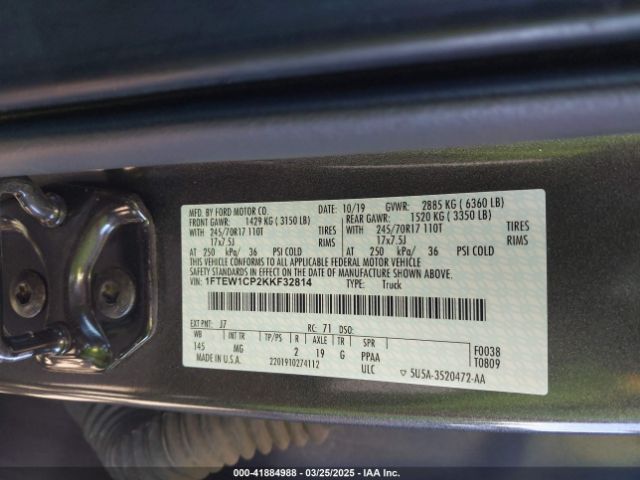 MFD. BY FORD MOTOR CO. DATE: 10/19 GVWR: 2885 KG ( 6360 LB)
FRONT GAWR: 1429 KG ( 3150 LB) REAR GAWR: 1520 KG ( 3350 LB)
WITH 245/70R17 110T TIRES WITH 245/70R17 110T TIRES
17x7.5J RIMS 17x7.5J RIMS
AT 250 kPa/ 36 PSI COLD AT 250 kPa/ 36 PSI COLD
THIS VEHICLE CONFORMS TO ALL APPLICABLE FEDERAL MOTOR VEHICLE
SAFETY STANDARDS IN EFFECT ON THE DATE OF MANUFACTURE SHOWN ABOVE.
VIN: 1FTEW1CP2KKF32814 TYPE: Truck
EXT PNT: J7 RC: 71 DSO:
WB INT TR TP/PS R AXLE TR SPR
145 MG 2 19 G PPAA F0038
ULC T0809
MADE IN U.S.A. 2201910274112 5U5A-3520472-AA
000-41884988 - 03/25/2025 - IAA Inc.